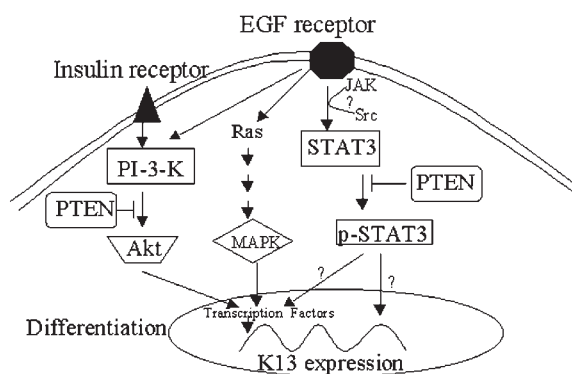 EGF receptor
Insulin receptor
JAK
?
Src
Ras
STAT3
PI-3-K
PTEN
PTEN
Akt
MAPK
p-STAT3
?
?
Transcription Factors
Differentiation
K13 expression